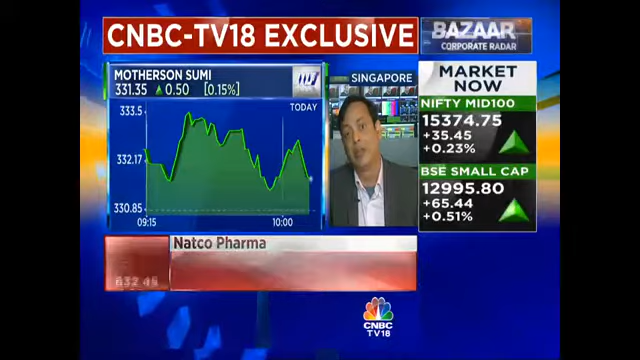 CNBC-TV18 EXCLUSIVE
BAZAAR
CORPORATE RADAR
MOTHERSON SUMI
331.35 ▲ 0.50 [0.15%]
TODAY
333.5
332.17
330.85
09:15
10:00
SINGAPORE
MARKET
NOW
NIFTY MID100
15374.75
+35.45
+0.23%
BSE SMALL CAP
12995.80
+65.44
+0.51%
Natco Pharma
CNBC
TV18